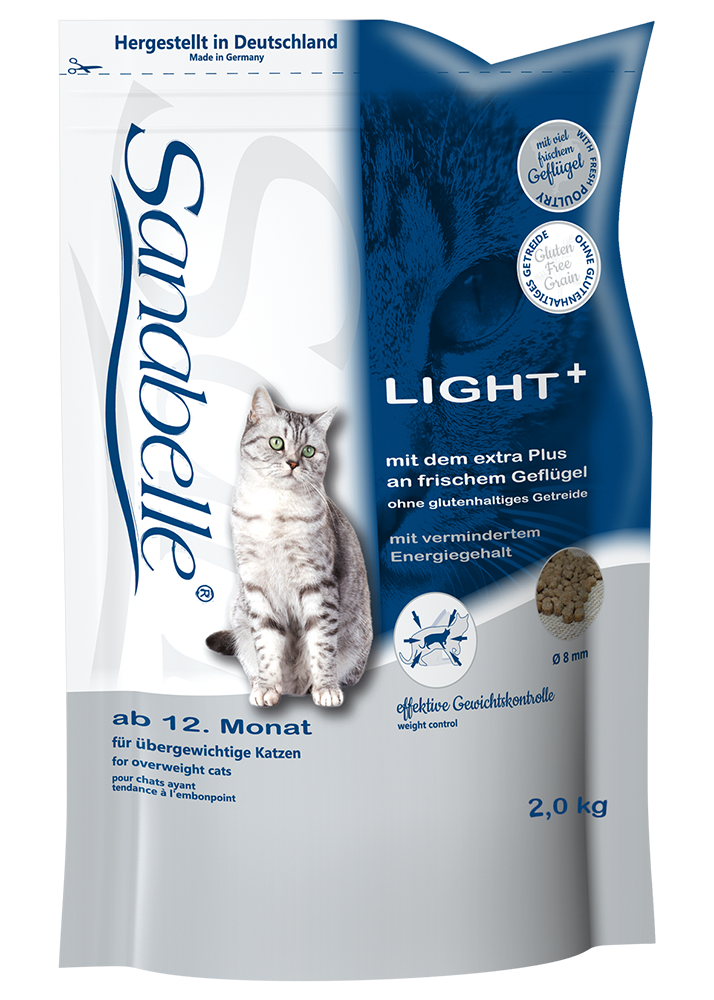 Hergestellt in Deutschland
Made in Germany
Sanabelle®
mit viel
frischem
Geflügel
WITH FRESH POULTRY
OHNE GLUTENHALTIGES GETREIDE
Gluten
Free
Grain
LIGHT+
mit dem extra Plus
an frischem Geflügel
ohne glutenhaltiges Getreide
mit vermindertem
Energiegehalt
Ø 8 mm
effektive Gewichtskontrolle
weight control
ab 12. Monat
für übergewichtige Katzen
for overweight cats
pour chats ayant
tendance à l'embonpoint
2,0 kg